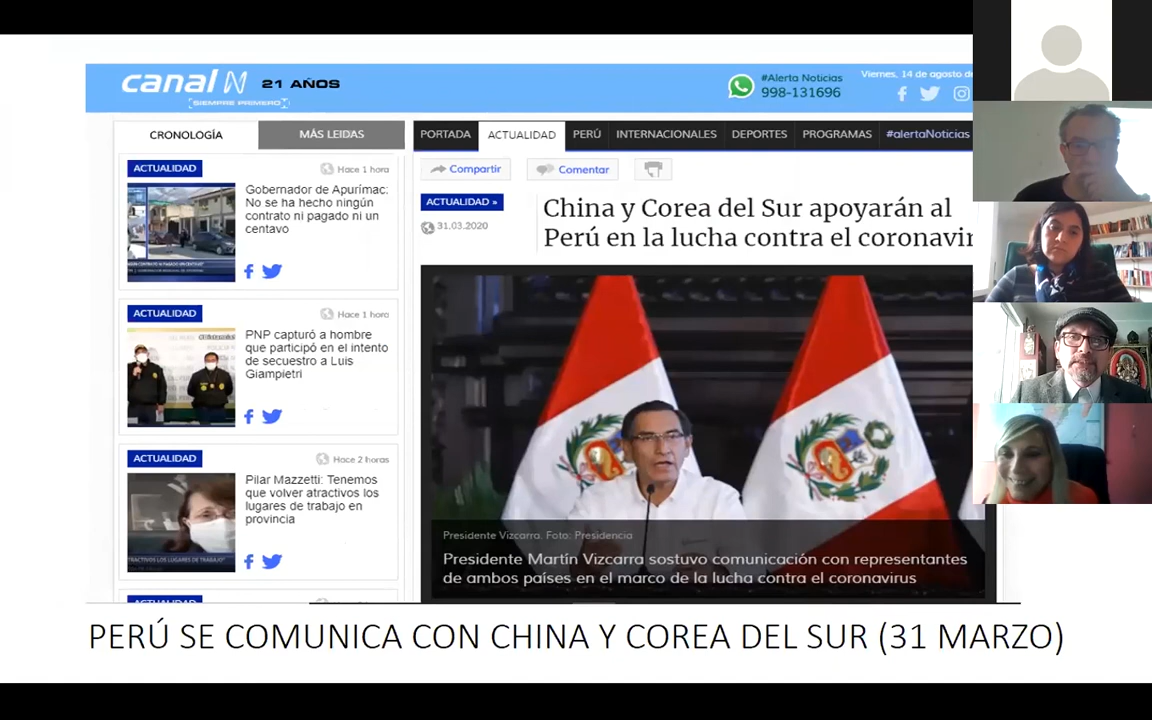 canal N 21 AÑOS
[SIEMPRE PRIMERO]
#Alerta Noticias
998-131696
Viernes, 14 de agosto de
CRONOLOGÍA
MÁS LEIDAS
PORTADA ACTUALIDAD PERÚ INTERNACIONALES DEPORTES PROGRAMAS #alertaNoticias
Compartir
Comentar
ACTUALIDAD »
31.03.2020
China y Corea del Sur apoyarán al
Perú en la lucha contra el coronavir
ACTUALIDAD
Hace 1 hora
Gobernador de Apurímac:
No se ha hecho ningún
contrato ni pagado ni un
centavo
ACTUALIDAD
Hace 1 hora
PNP capturó a hombre
que participó en el intento
de secuestro a Luis
Giampietri
ACTUALIDAD
Hace 2 horas
Pilar Mazzetti: Tenemos
que volver atractivos los
lugares de trabajo en
provincia
ACTUALIDAD
Presidente Vizcarra. Foto: Presidencia
Presidente Martín Vizcarra sostuvo comunicación con representantes
de ambos países en el marco de la lucha contra el coronavirus
PERÚ SE COMUNICA CON CHINA Y COREA DEL SUR (31 MARZO)